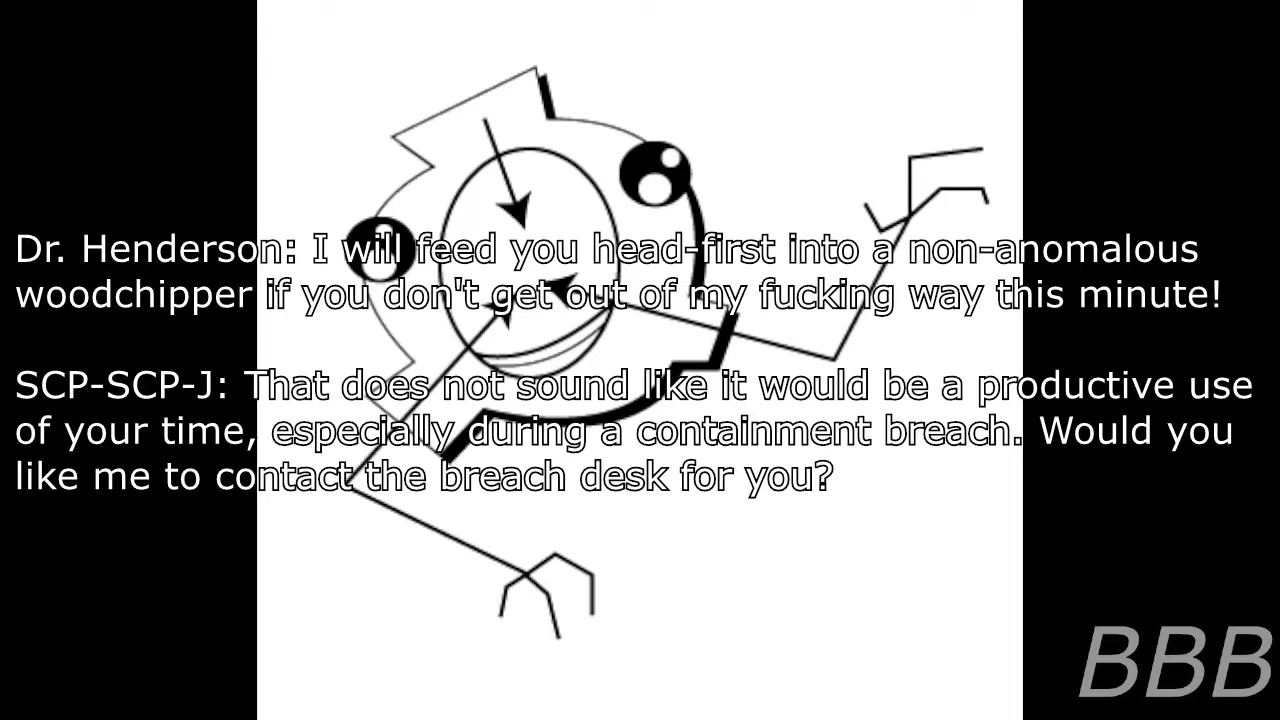 Dr. Henderson: I will feed you head-first into a non-anomalous
woodchipper if you don't get out of my fucking way this minute!
SCP-SCP-J: That does not sound like it would be a productive use
of your time, especially during a containment breach. Would you
like me to contact the breach desk for you?
BBB